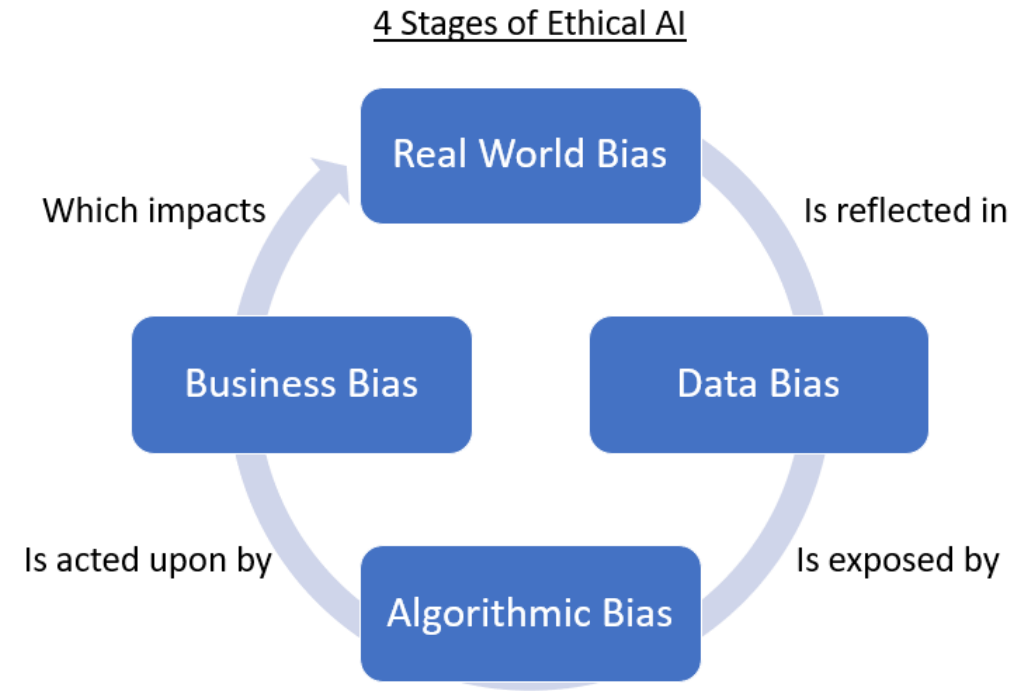 4 Stages of Ethical AI
Real World Bias
Is reflected in
Data Bias
Is exposed by
Algorithmic Bias
Is acted upon by
Business Bias
Which impacts